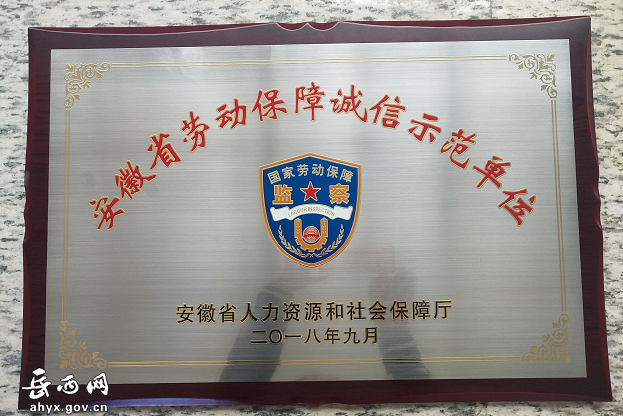 安徽省劳动保障诚信示范单位
国家劳动保障
监★察
LABOUR INSPECTION
安徽省人力资源和社会保障厅
二〇一八年九月
岳西网
ahyx.gov.cn